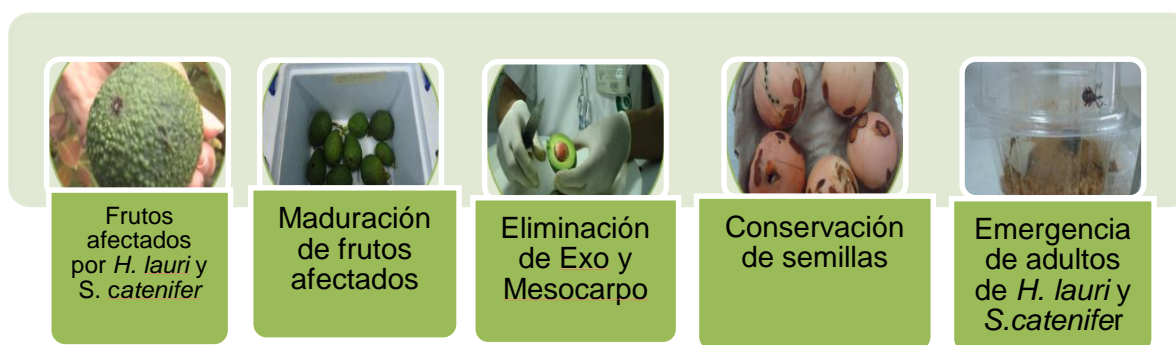 Frutos
afectados
por H. lauri y
S. catenifer
Maduración
de frutos
afectados
Eliminación
de Exo y
Mesocarpo
Conservación
de semillas
Emergencia
de adultos
de H. lauri y
S.catenifer